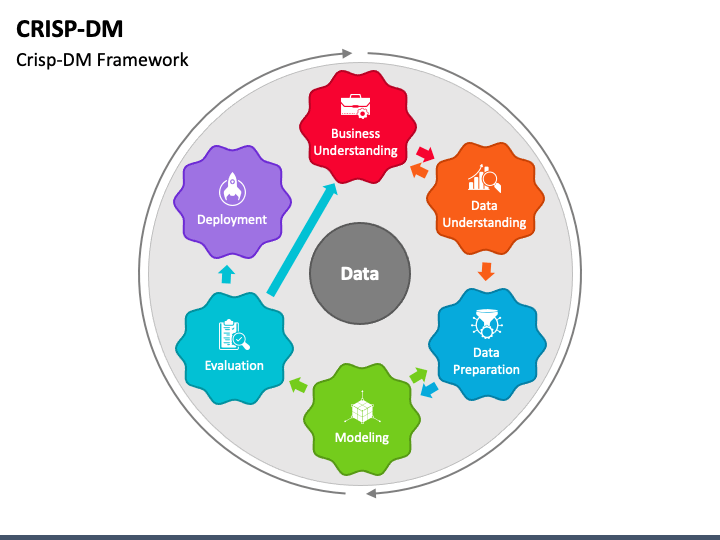 CRISP-DM
Crisp-DM Framework
Business
Understanding
Data
Understanding
Deployment
Data
Data
Preparation
Evaluation
Modeling